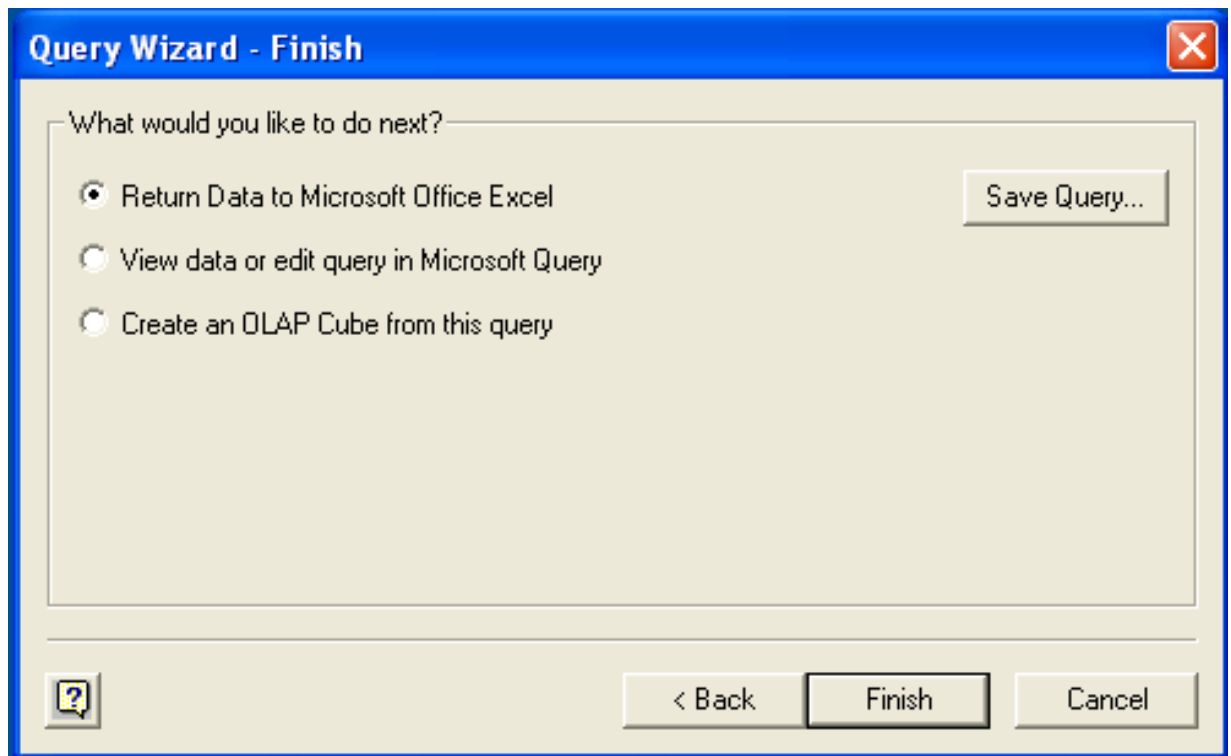 Query Wizard - Finish
What would you like to do next?
Return Data to Microsoft Office Excel
Save Query...
View data or edit query in Microsoft Query
Create an OLAP Cube from this query
?
< Back
Finish
Cancel